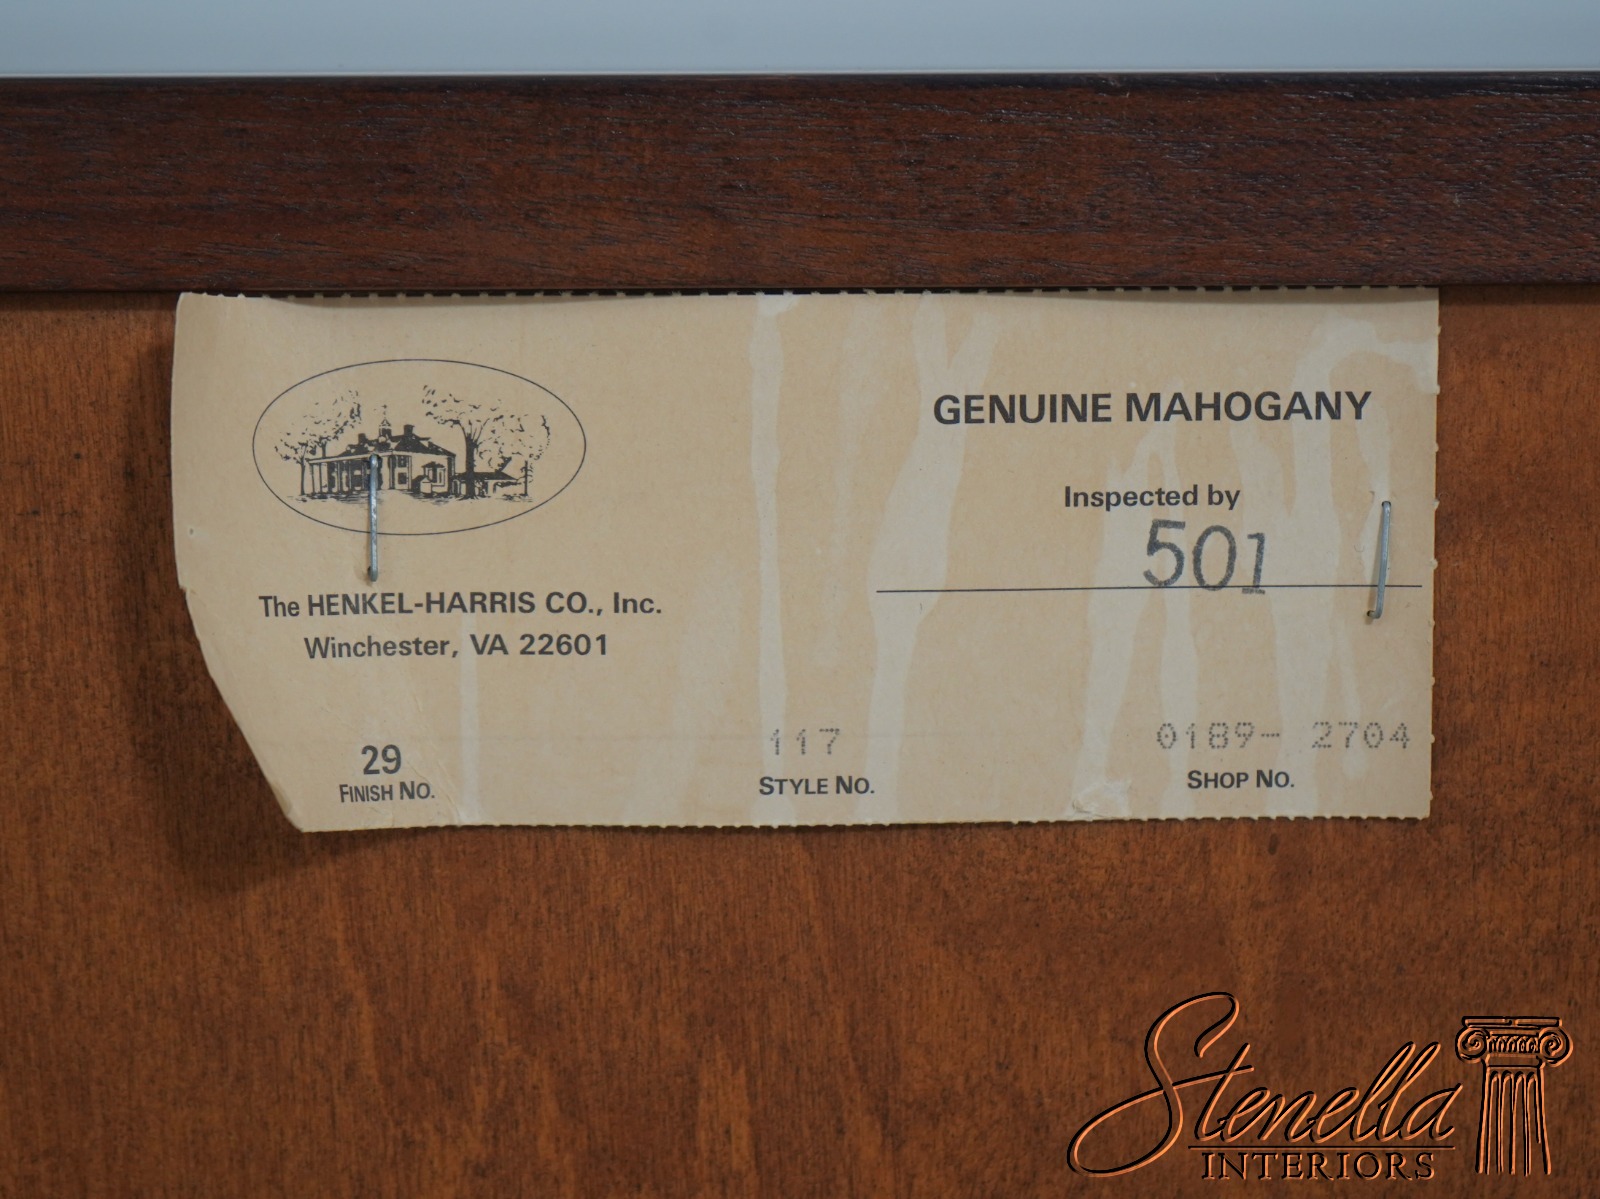 GENUINE MAHOGANY
Inspected by
501
The HENKEL-HARRIS CO., Inc.
Winchester, VA 22601
29
FINISH NO.
117
STYLE NO.
0189- 2704
SHOP NO.
Stenella
INTERIORS